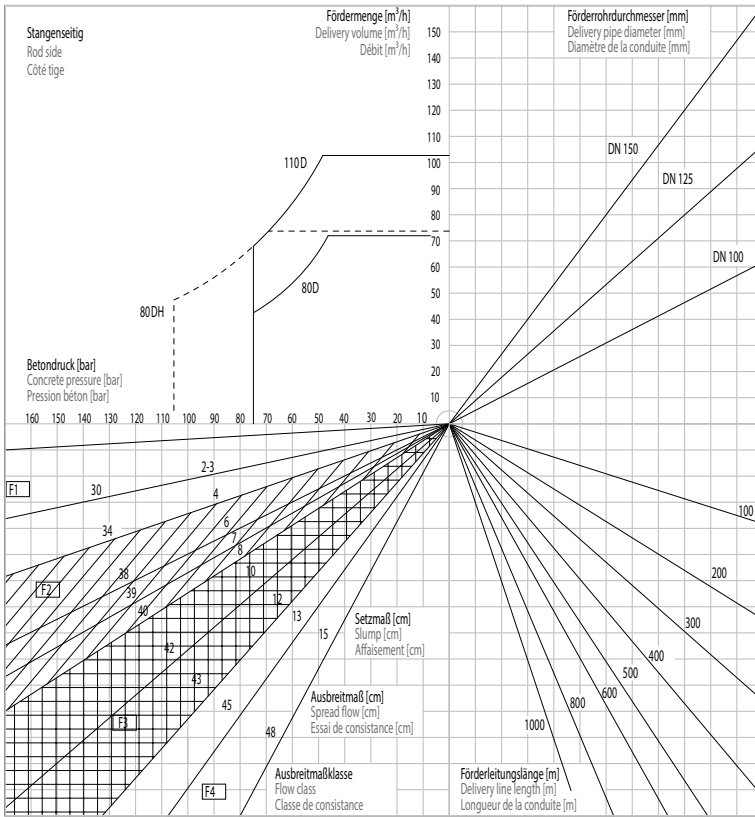 Stangenseitig
Rod side
Côté tige
Fördermenge [m³/h]
Delivery volume [m³/h]
Débit [m³/h]
Förderrohrdurchmesser [mm]
Delivery pipe diameter [mm]
Diamètre de la conduite [mm]
150
140
130
120
110
100
90
80
70
60
50
40
30
20
10
DN 150
DN 125
DN 100
110D
80D
80DH
Betondruck [bar]
Concrete pressure [bar]
Pression béton [bar]
160 150 140 130 120 110 100 90 80 70 60 50 40 30 20 10
F1
30
2-3
34
4
6
7
8
10
12
13
15
F2
38
39
40
42
43
45
48
F3
F4
Setzmaß [cm]
Slump [cm]
Affaisement [cm]
Ausbreitmaß [cm]
Spread flow [cm]
Essai de consistance [cm]
Ausbreitmaßklasse
Flow class
Classe de consistance
100
200
300
400
500
600
800
1000
Förderleitungslänge [m]
Delivery line length [m]
Longueur de la conduite [m]